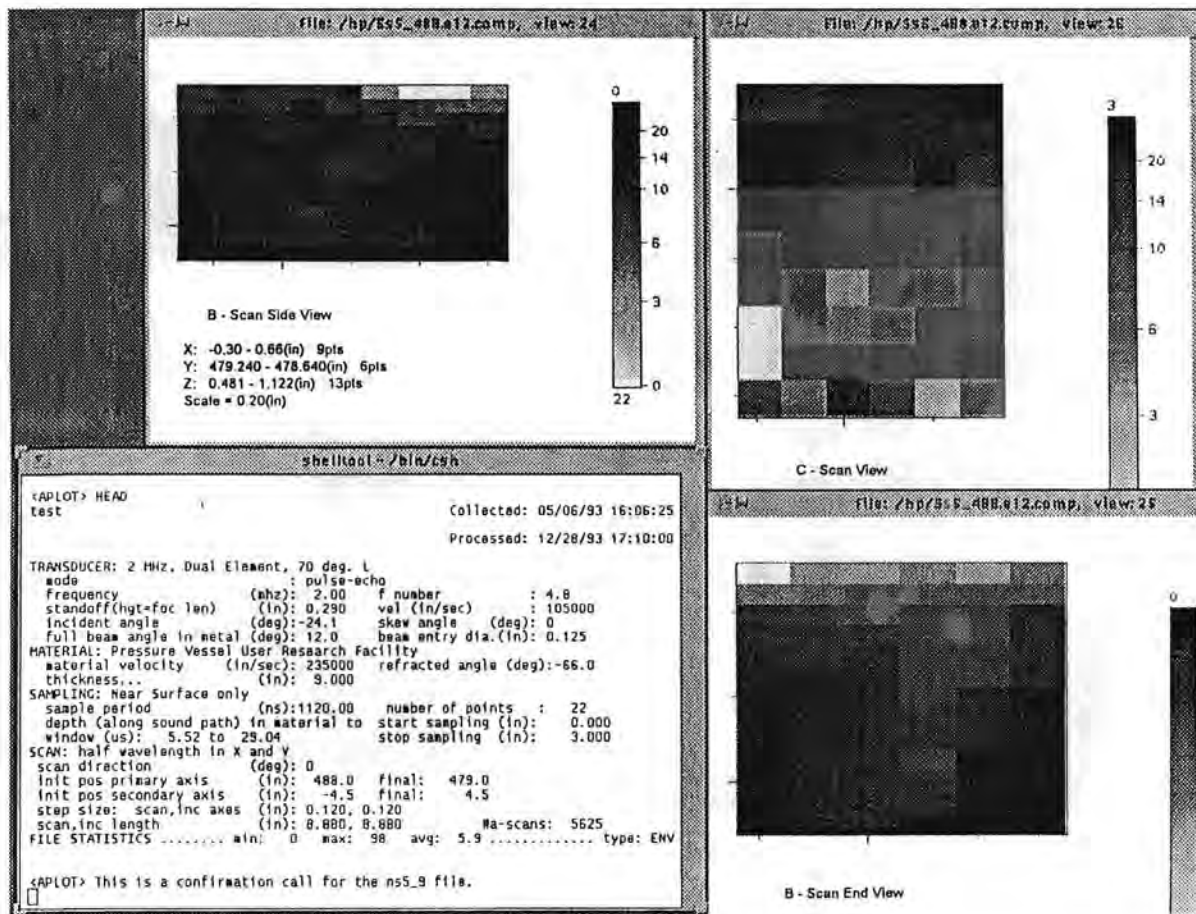 file: /hp/Ss5_488.e12.comp, view: 24
0
20
14
10
6
3
0
22
B - Scan Side View
X: -0.30 - 0.66(in) 9pts
Y: 479.240 - 478.640(in) 6pts
Z: 0.481 - 1.122(in) 13pts
Scale = 0.20(in)
file: /hp/Ss5_488.e12.comp, view: 26
3
20
14
10
6
3
C - Scan View
shelltool - /bin/csh
<APLOT> HEAD
test Collected: 05/06/93 16:06:25
Processed: 12/28/93 17:10:00
TRANSDUCER: 2 MHz, Dual Element, 70 deg. L
mode : pulse-echo
frequency (mhz): 2.00 f number : 4.8
standoff(hgt=foc len) (in): 0.290 vel (in/sec) : 105000
incident angle (deg):-24.1 skew angle (deg): 0
full beam angle in metal (deg): 12.0 beam entry dia.(in): 0.125
MATERIAL: Pressure Vessel User Research Facility
material velocity (in/sec): 235000 refracted angle (deg):-66.0
thickness... (in): 9.000
SAMPLING: Near Surface only
sample period (ns):1120.00 number of points : 22
depth (along sound path) in material to start sampling (in): 0.000
window (us): 5.52 to 29.04 stop sampling (in): 3.000
SCAN: half wavelength in X and Y
scan direction (deg): 0
init pos primary axis (in): 488.0 final: 479.0
init pos secondary axis (in): -4.5 final: 4.5
step size: scan,inc axes (in): 0.120, 0.120
scan,inc length (in): 8.880, 8.880 #a-scans: 5625
FILE STATISTICS ........ min: 0 max: 98 avg: 5.9 ............. type: ENV
<APLOT> This is a confirmation call for the ns5_9 file.
file: /hp/Ss5_488.e12.comp, view: 25
0
B - Scan End View